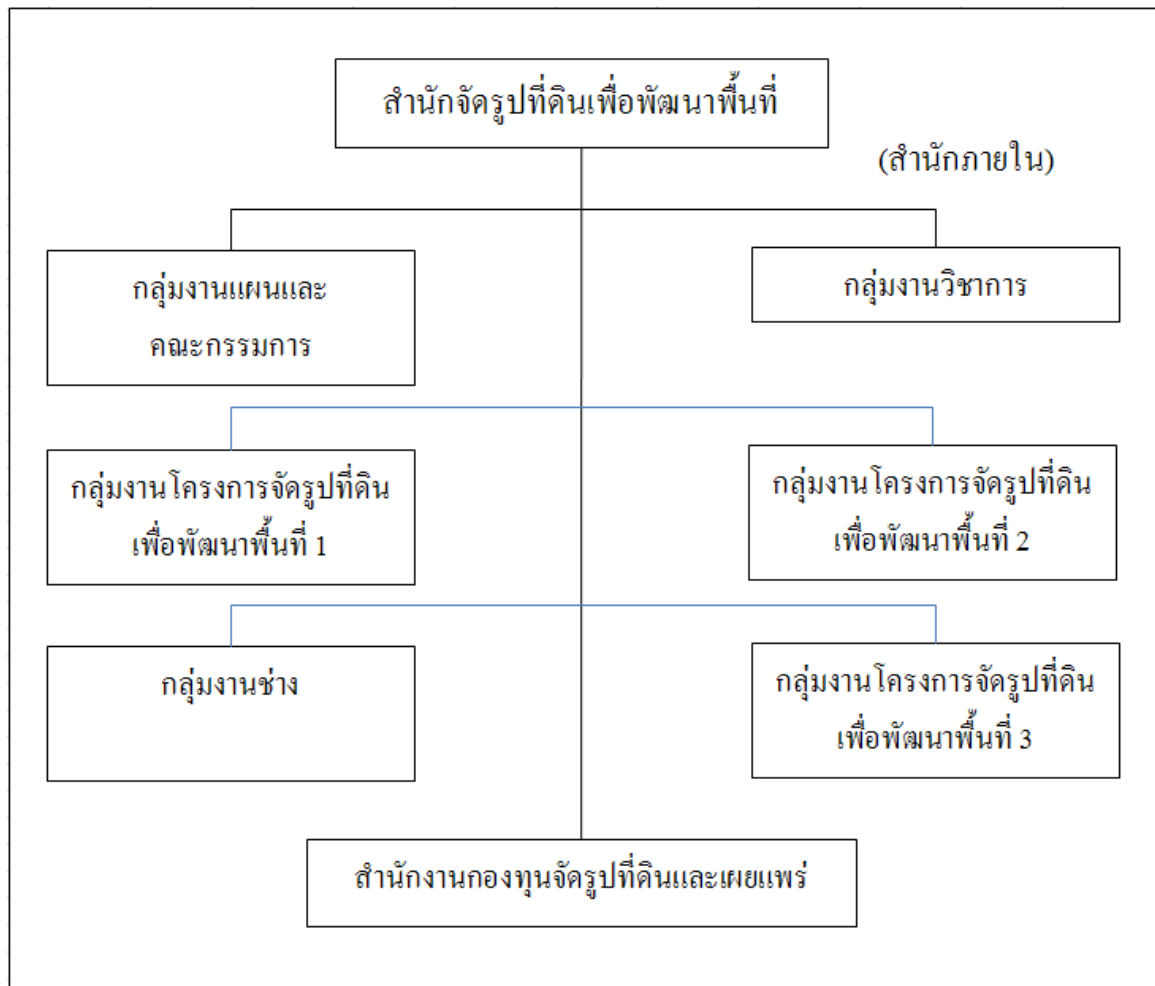 สำนักจัดรูปที่ดินเพื่อพัฒนาพื้นที่
(สำนักภายใน)
กลุ่มงานแผนและ
คณะกรรมการ
กลุ่มงานวิชาการ
กลุ่มงานโครงการจัดรูปที่ดิน
เพื่อพัฒนาพื้นที่ 1
กลุ่มงานโครงการจัดรูปที่ดิน
เพื่อพัฒนาพื้นที่ 2
กลุ่มงานช่าง
กลุ่มงานโครงการจัดรูปที่ดิน
เพื่อพัฒนาพื้นที่ 3
สำนักงานกองทุนจัดรูปที่ดินและเผยแพร่